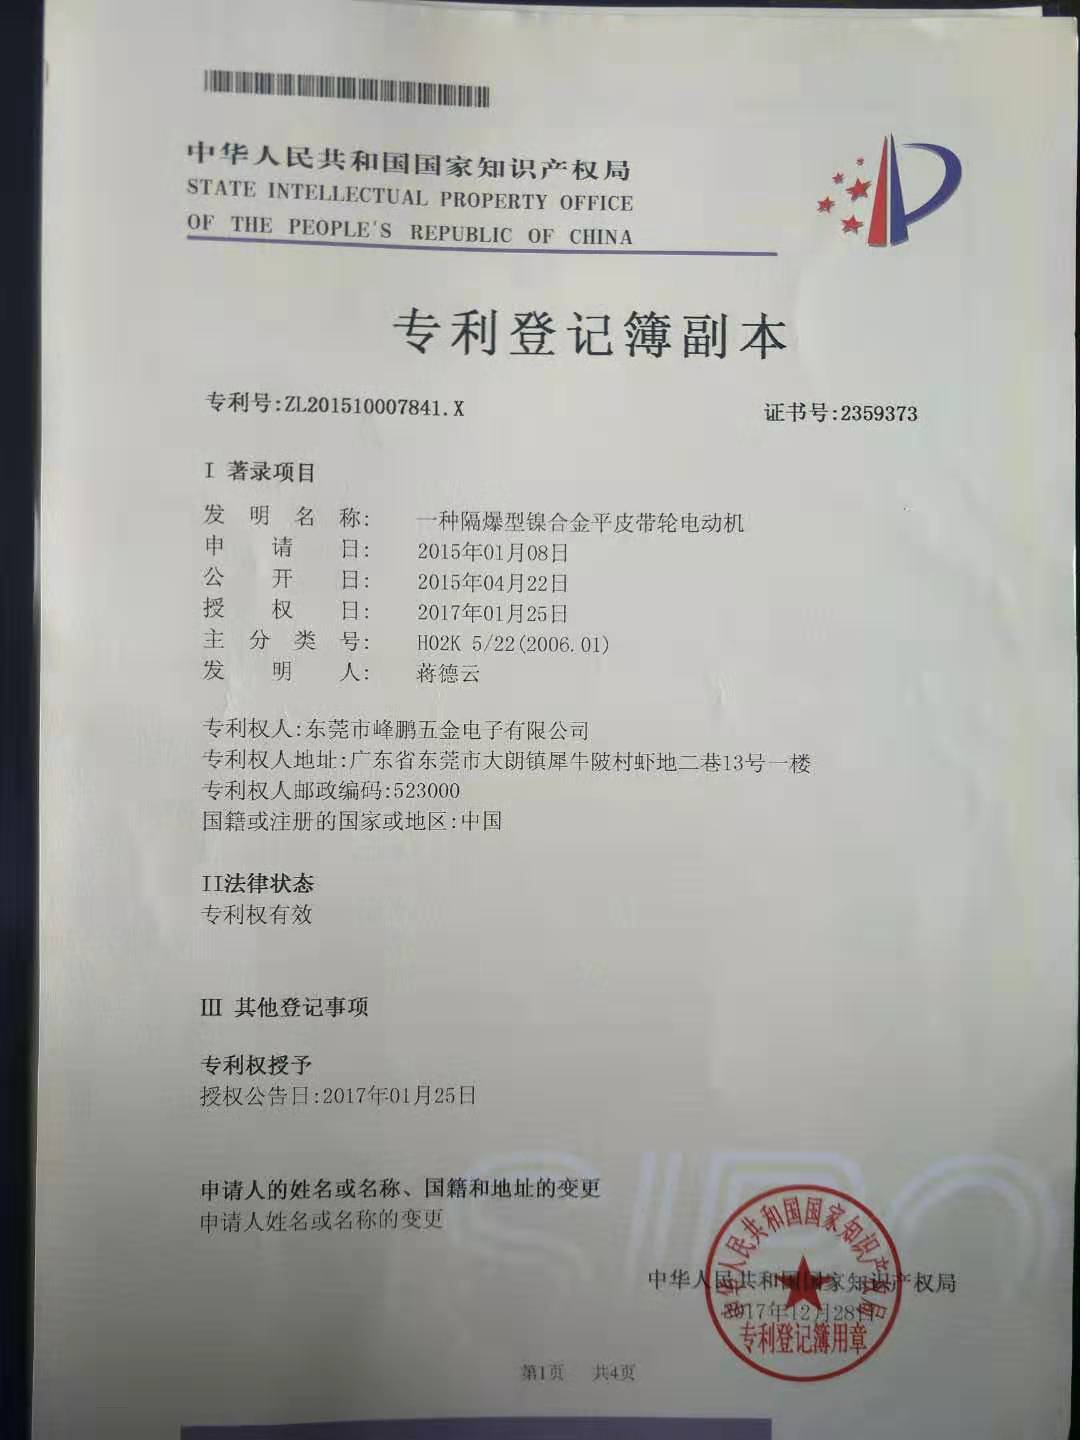 中华人民共和国国家知识产权局
STATE INTELLECTUAL PROPERTY OFFICE
OF THE PEOPLE'S REPUBLIC OF CHINA
专利登记簿副本
专利号:ZL201510007841.X 证书号:2359373
I 著录项目
发明名称: 一种隔爆型镍合金平皮带轮电动机
申请日: 2015年01月08日
公开日: 2015年04月22日
授权日: 2017年01月25日
主分类号: H02K 5/22(2006.01)
发明人: 蒋德云
专利权人:东莞市峰鹏五金电子有限公司
专利权人地址:广东省东莞市大朗镇犀牛陂村虾地二巷13号一楼
专利权人邮政编码:523000
国籍或注册的国家或地区:中国
II法律状态
专利权有效
III 其他登记事项
专利权授予
授权公告日:2017年01月25日
申请人的姓名或名称、国籍和地址的变更
申请人姓名或名称的变更
SIPO
中华人民共和国国家知识产权局
2017年12月28日
中华人民共和国国家知识产权局
专利登记簿用章
第1页 共4页